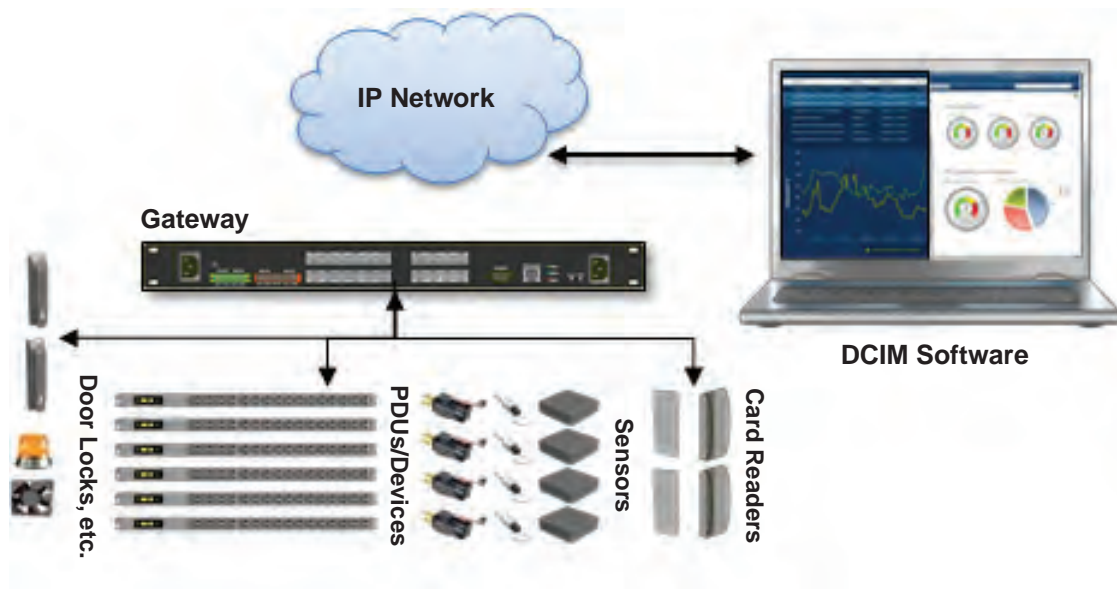 IP Network
Gateway
DCIM Software
Door Locks, etc.
PDUs/Devices
Sensors
Card Readers